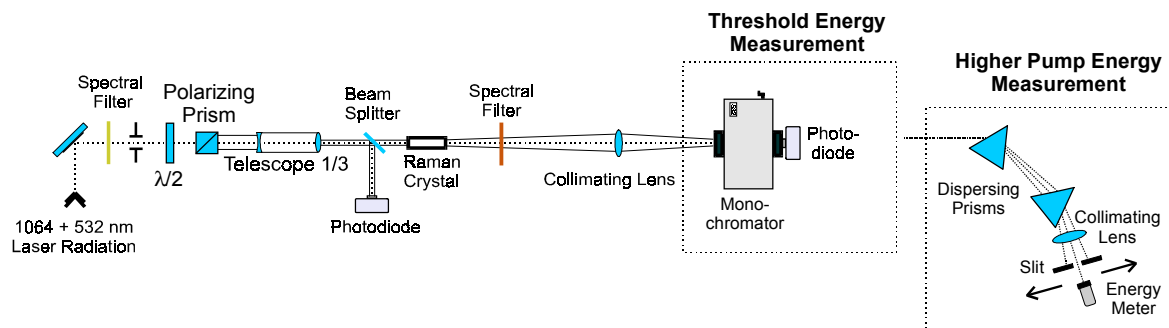 Threshold Energy
Measurement
Higher Pump Energy
Measurement
Spectral
Filter
Polarizing
Prism
Beam
Splitter
Spectral
Filter
Photo-
diode
λ/2
Telescope 1/3
Raman
Crystal
Collimating Lens
Dispersing
Prisms
1064 + 532 nm
Laser Radiation
Photodiode
Mono-
chromator
Collimating
Lens
Slit
Energy
Meter